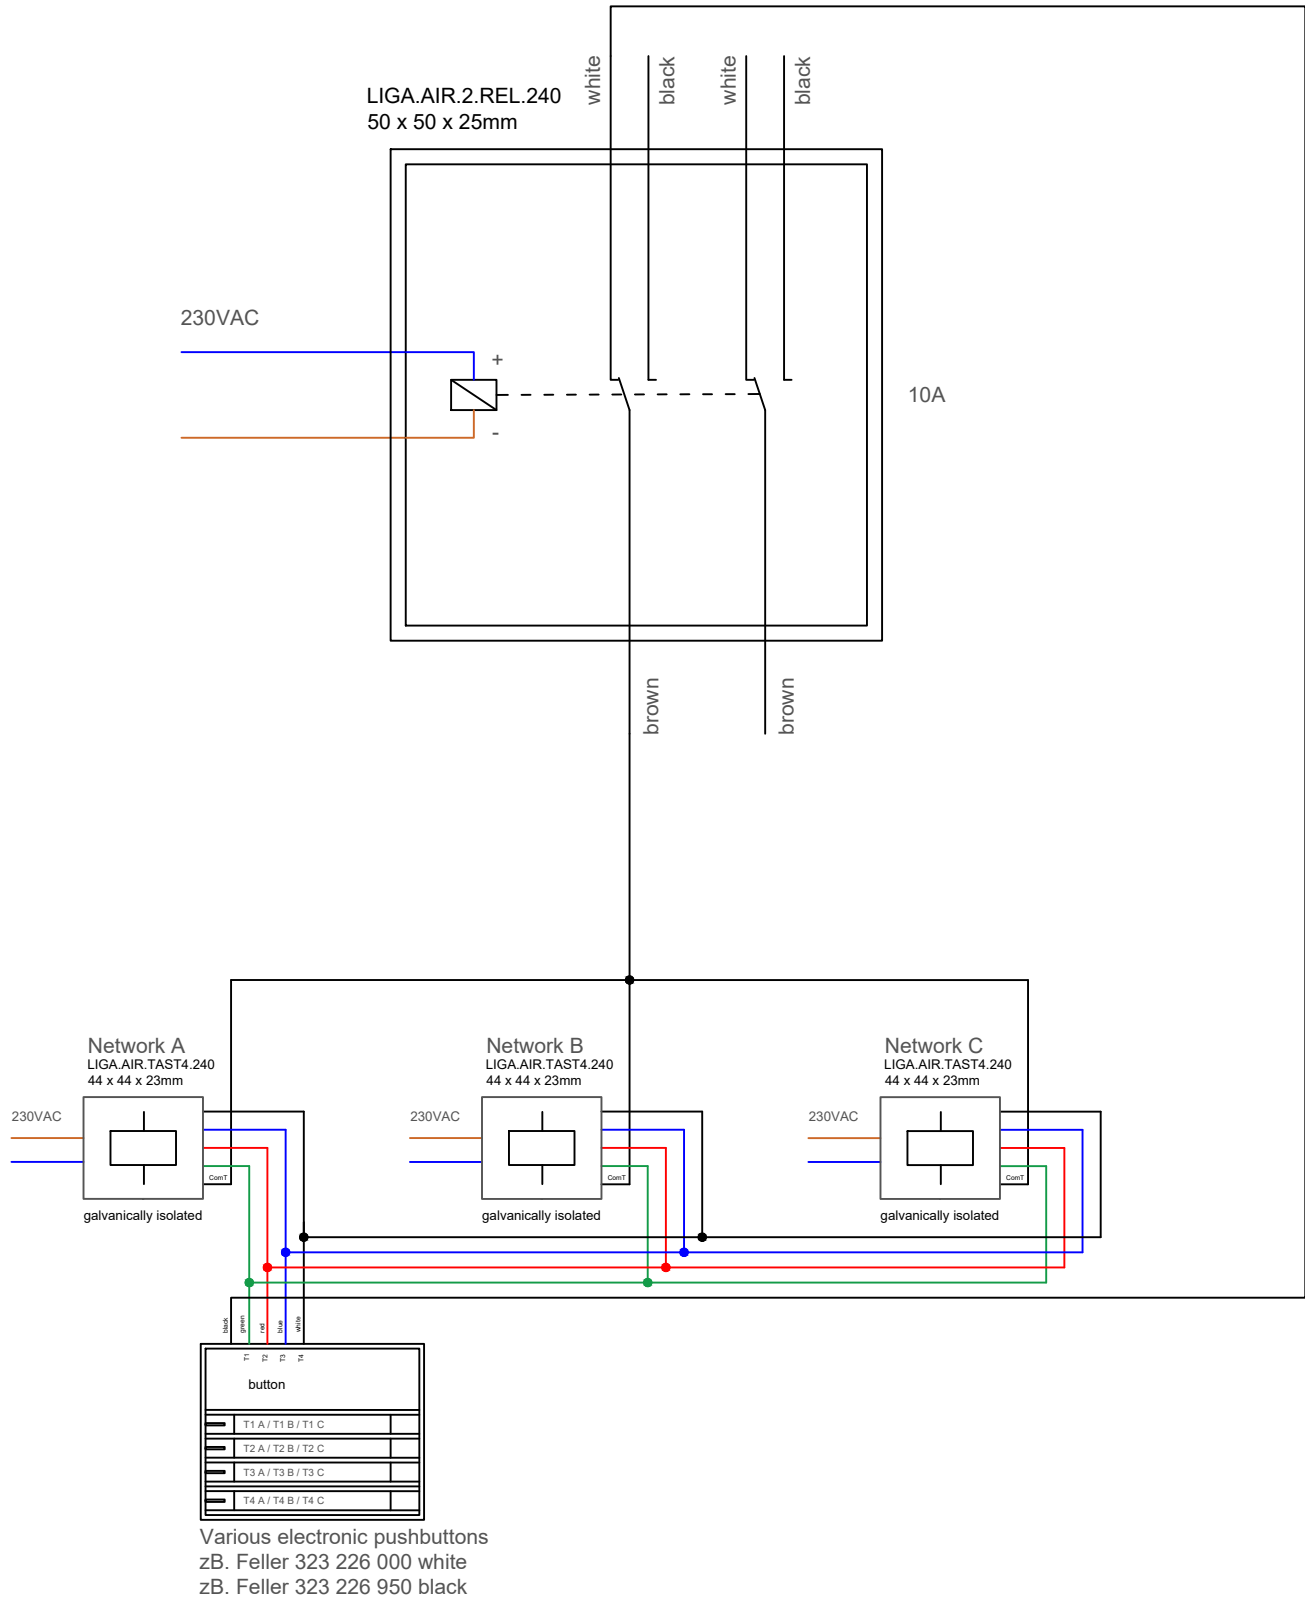 white
black
white
black
LIGA.AIR.2.REL.240
50 x 50 x 25mm
230VAC
+
-
10A
brown
brown
Network A
LIGA.AIR.TAST4.240
44 x 44 x 23mm
230VAC
ComT
galvanically isolated
Network B
LIGA.AIR.TAST4.240
44 x 44 x 23mm
230VAC
ComT
galvanically isolated
Network C
LIGA.AIR.TAST4.240
44 x 44 x 23mm
230VAC
ComT
galvanically isolated
black
green
red
blue
white
T1
T2
T3
T4
button
T1 A / T1 B / T1 C
T2 A / T2 B / T2 C
T3 A / T3 B / T3 C
T4 A / T4 B / T4 C
Various electronic pushbuttons
zB. Feller 323 226 000 white
zB. Feller 323 226 950 black